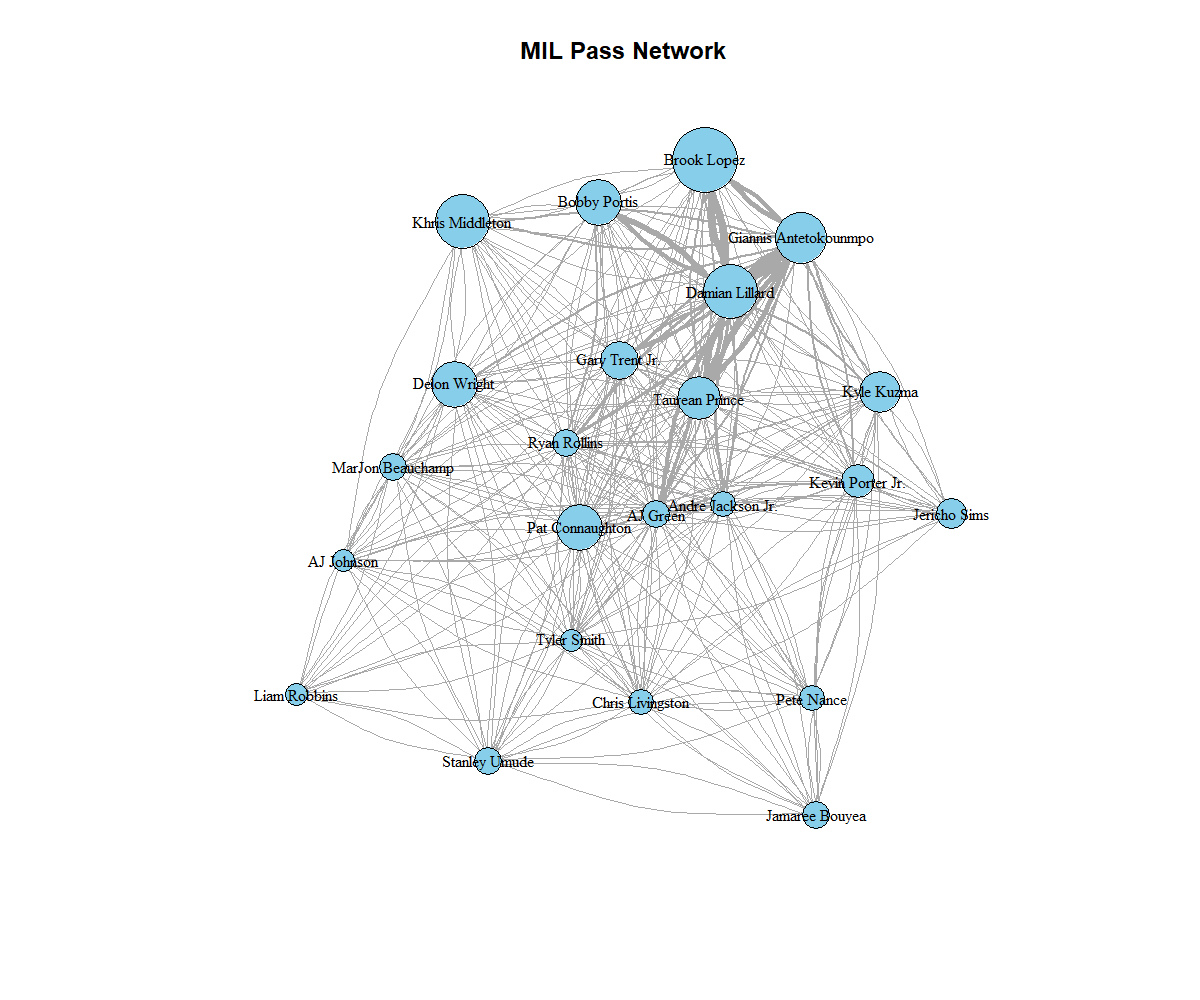 MIL Pass Network
Brook Lopez
Bobby Portis
Khris Middleton
Giannis Antetokounmpo
Damian Lillard
Gary Trent Jr.
Delon Wright
Taurean Prince
Kyle Kuzma
Ryan Rollins
MarJon Beauchamp
Kevin Porter Jr.
Andre Jackson Jr.
AJ Green
Jericho Sims
Pat Connaughton
AJ Johnson
Tyler Smith
Liam Robbins
Chris Livingston
Pete Nance
Stanley Umude
Jamaree Bouyea